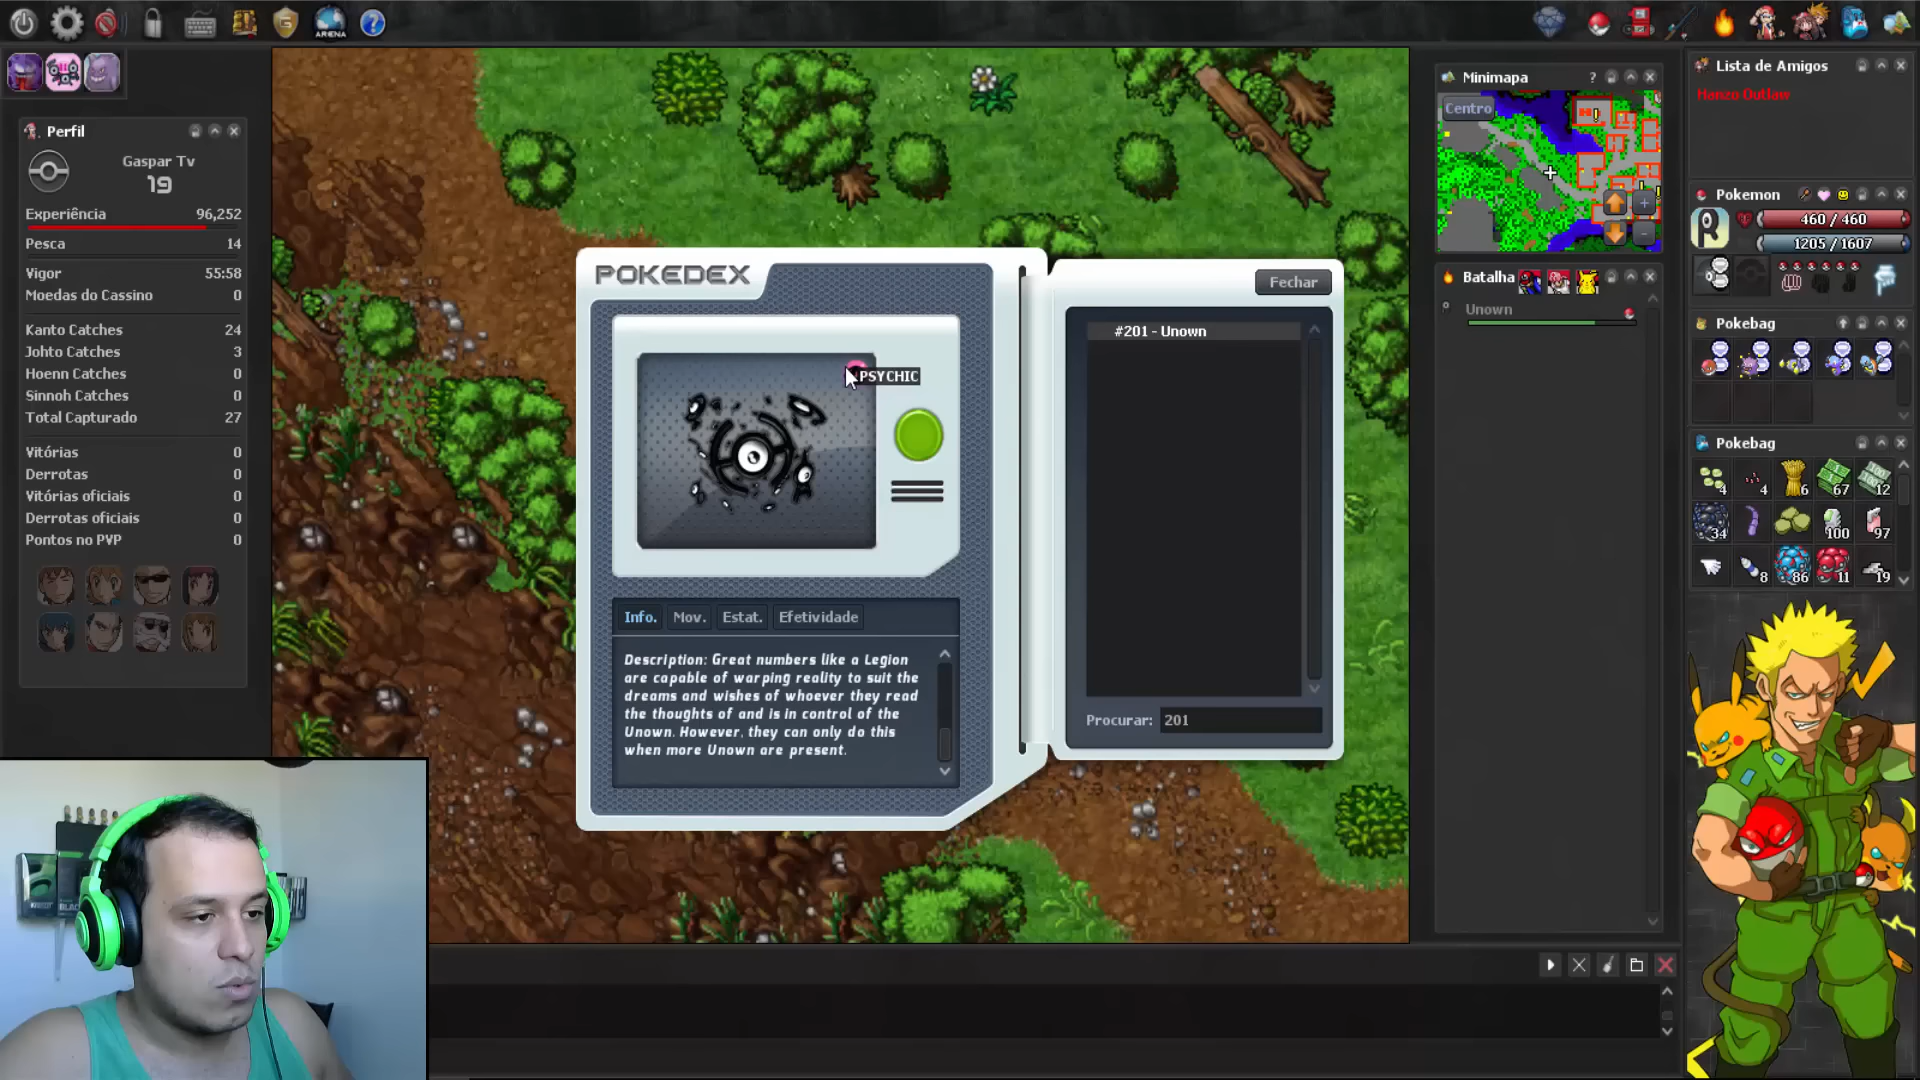 ARENA
Perfil
Gaspar Tv
19
Experiência 96,252
Pesca 14
Vigor 55:58
Moedas do Cassino 0
Kanto Catches 24
Johto Catches 3
Hoenn Catches 0
Sinnoh Catches 0
Total Capturado 27
Vitórias 0
Derrotas 0
Vitórias oficiais 0
Derrotas oficiais 0
Pontos no PVP 0
POKEDEX
PSYCHIC
Info. Mov. Estat. Efetividade
Description: Great numbers like a Legion
are capable of warping reality to suit the
dreams and wishes of whoever they read
the thoughts of and is in control of the
Unown. However, they can only do this
when more Unown are present.
Fechar
#201 - Unown
Procurar: 201
Minimapa ?
Centro
Batalha
Unown
Lista de Amigos
Hanzo Outlaw
Pokemon
460 / 460
1205 / 1607
Pokebag
Pokebag
4 4 6 67 12
34 100 97
8 86 11 19